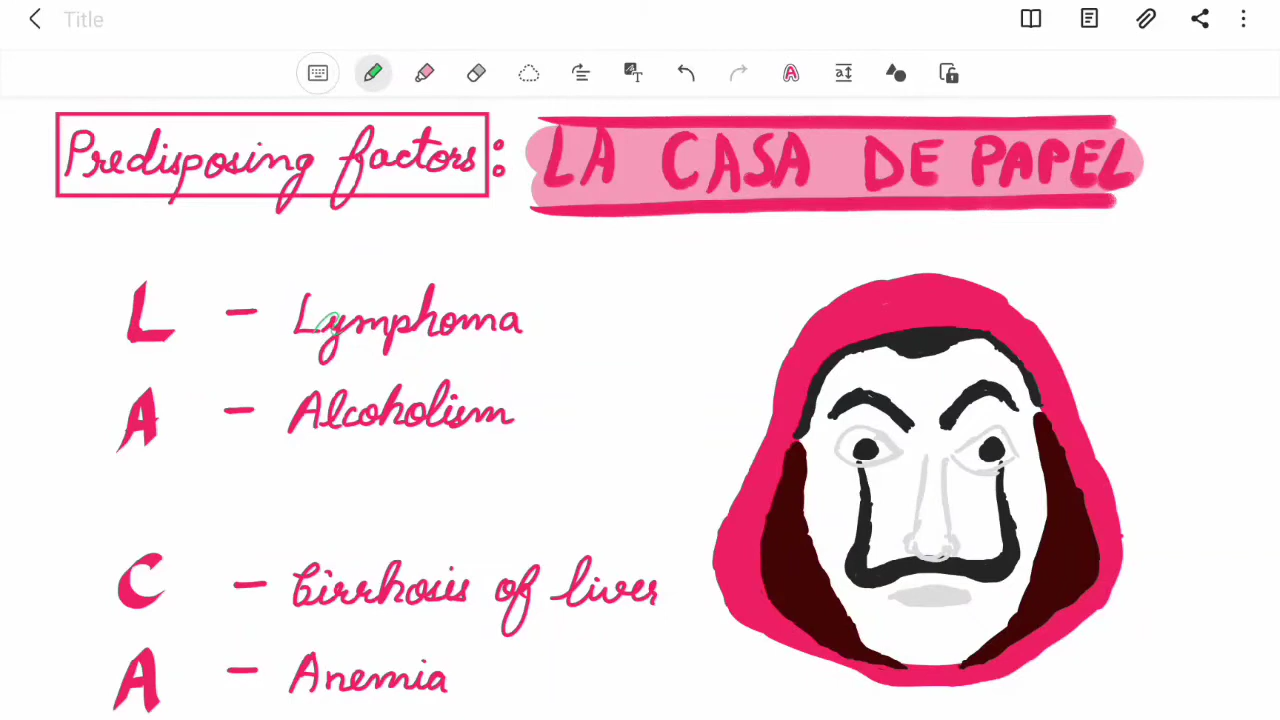 Title
Predisposing factors : LA CASA DE PAPEL
L - Lymphoma
A - Alcoholism
C - Cirrhosis of liver
A - Anemia